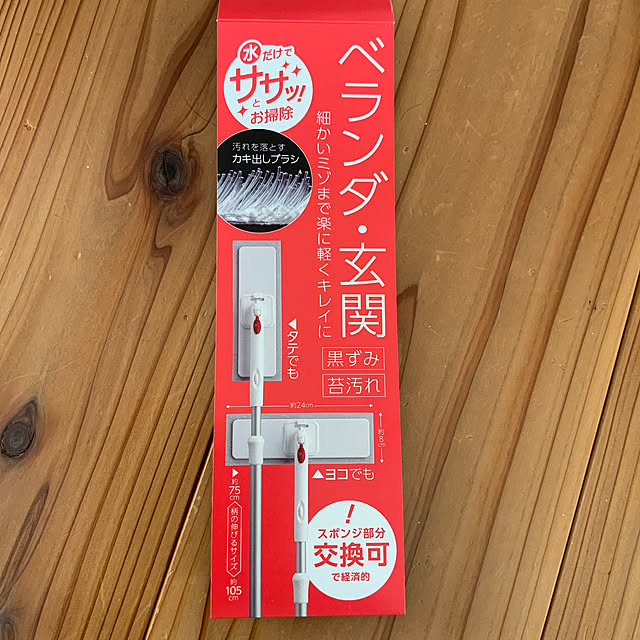 水だけで
ササッ!
と
お掃除
ベランダ・玄関
細かいミゾまで楽に軽くキレイに
汚れを落とす
カキ出しブラシ
黒ずみ
苔汚れ
▲タテでも
約24cm
約8cm
▲ヨコでも
約75cm
柄の伸びるサイズ
約105cm
!
スポンジ部分
交換可
で経済的